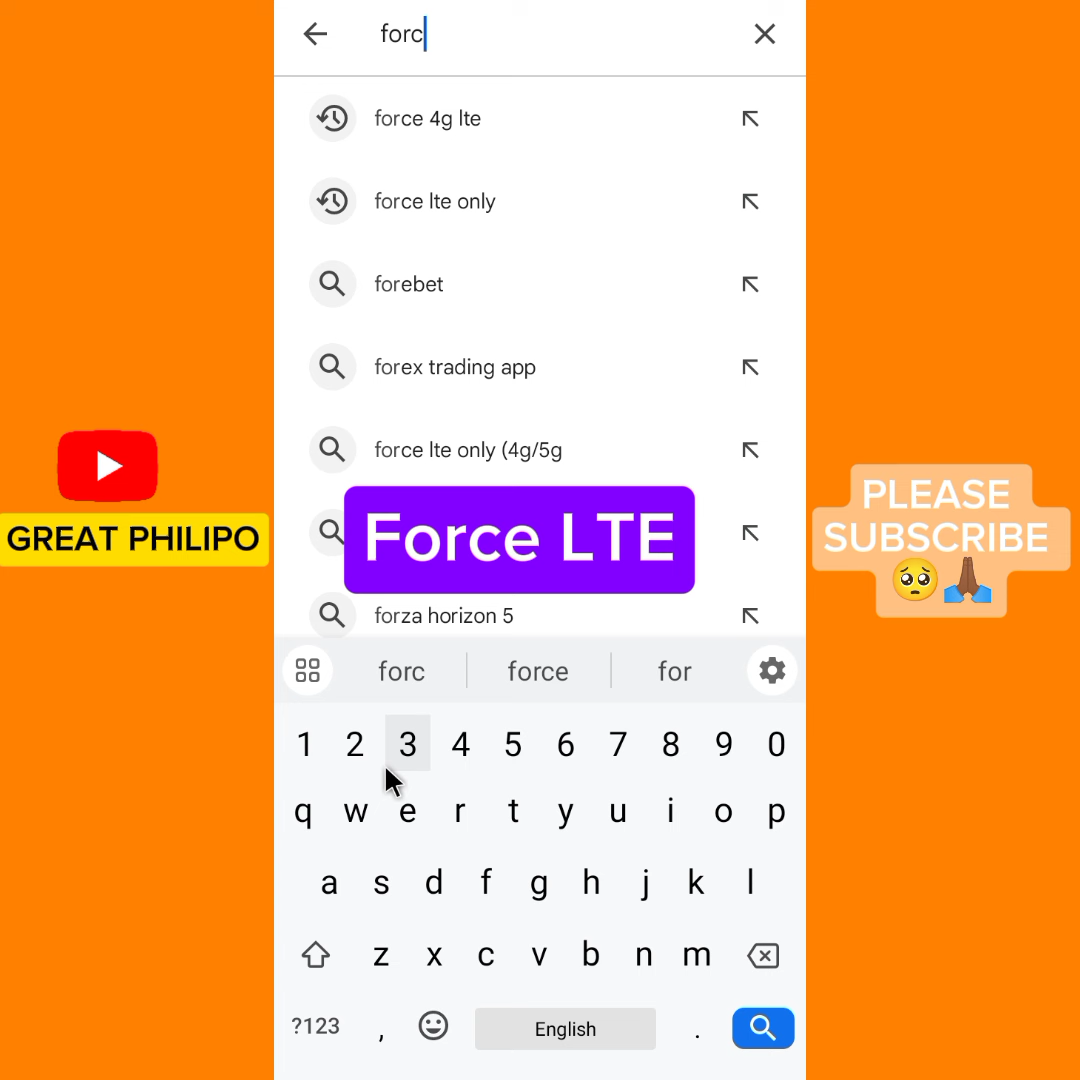 forc
force 4g lte
force lte only
forebet
forex trading app
force lte only (4g/5g
Force LTE
forza horizon 5
GREAT PHILIPO
PLEASE
SUBSCRIBE
🥺🙏🏾
forc force for
1 2 3 4 5 6 7 8 9 0
q w e r t y u i o p
a s d f g h j k l
z x c v b n m
?123 , English .